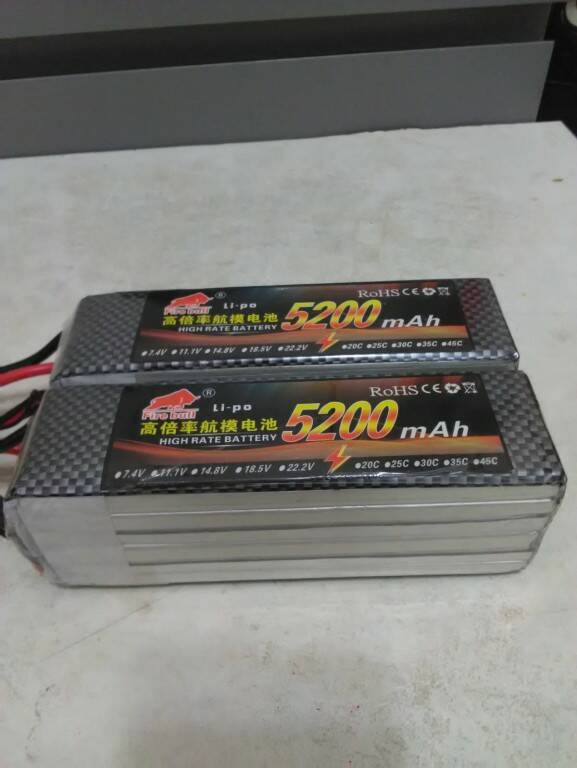 RoHS CE
Fire bull ®
Li-po
高倍率航模电池
HIGH RATE BATTERY
5200 mAh
7.4V 11.1V 14.8V 18.5V 22.2V
20C 25C 30C 35C 45C
RoHS CE
Fire bull ®
Li-po
高倍率航模电池
HIGH RATE BATTERY
5200 mAh
7.4V 11.1V 14.8V 18.5V 22.2V
20C 25C 30C 35C 45C